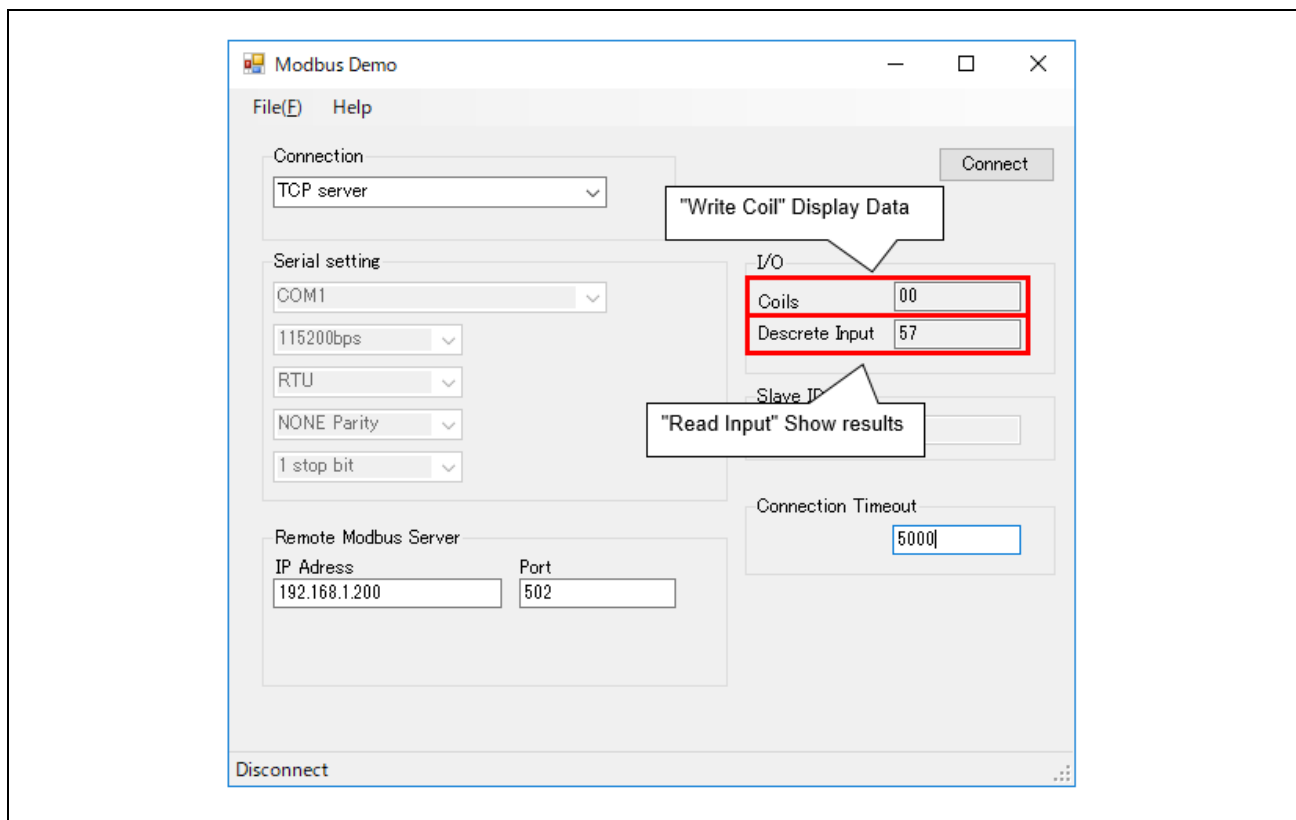 Modbus Demo
File(F) Help
Connection
TCP server
Connect
"Write Coil" Display Data
Serial setting
COM1
115200bps
RTU
NONE Parity
1 stop bit
I/O
Coils 00
Descrete Input 57
Slave ID
"Read Input" Show results
Connection Timeout
5000
Remote Modbus Server
IP Adress Port
192.168.1.200 502
Disconnect